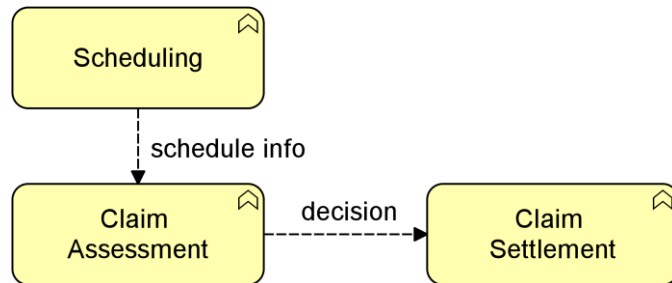 Scheduling
schedule info
Claim
Assessment
decision
Claim
Settlement